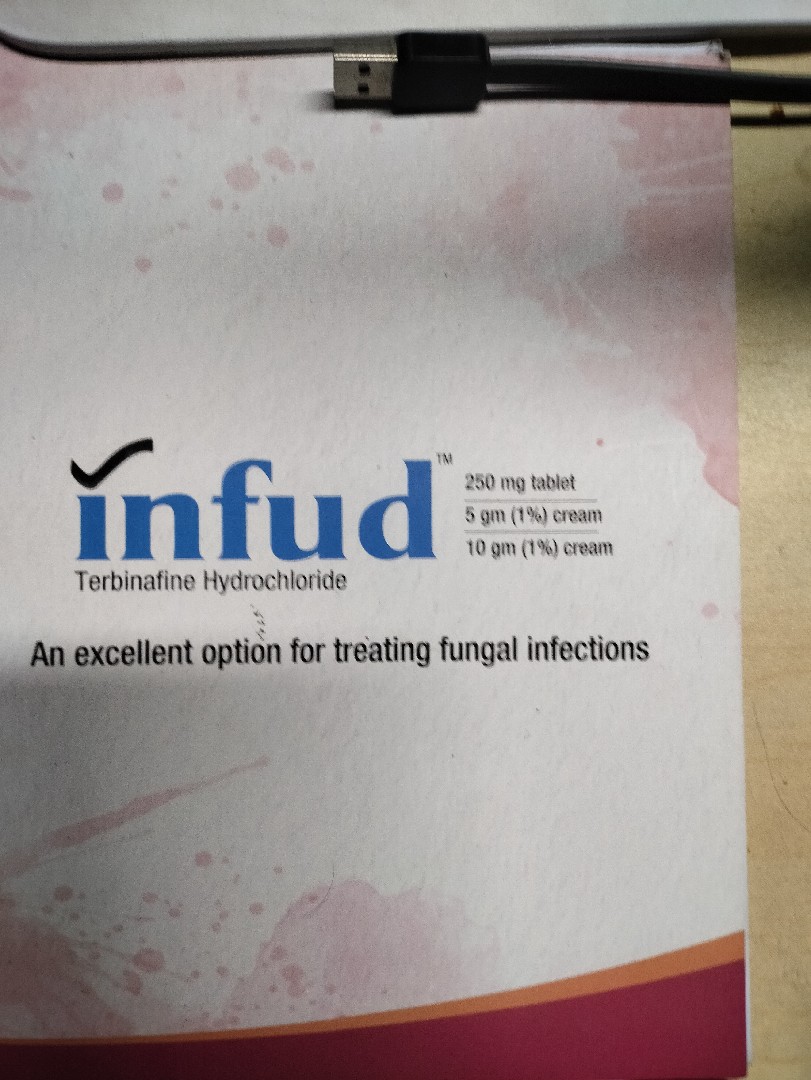 infud™
250 mg tablet
5 gm (1%) cream
10 gm (1%) cream
Terbinafine Hydrochloride
An excellent option for treating fungal infections